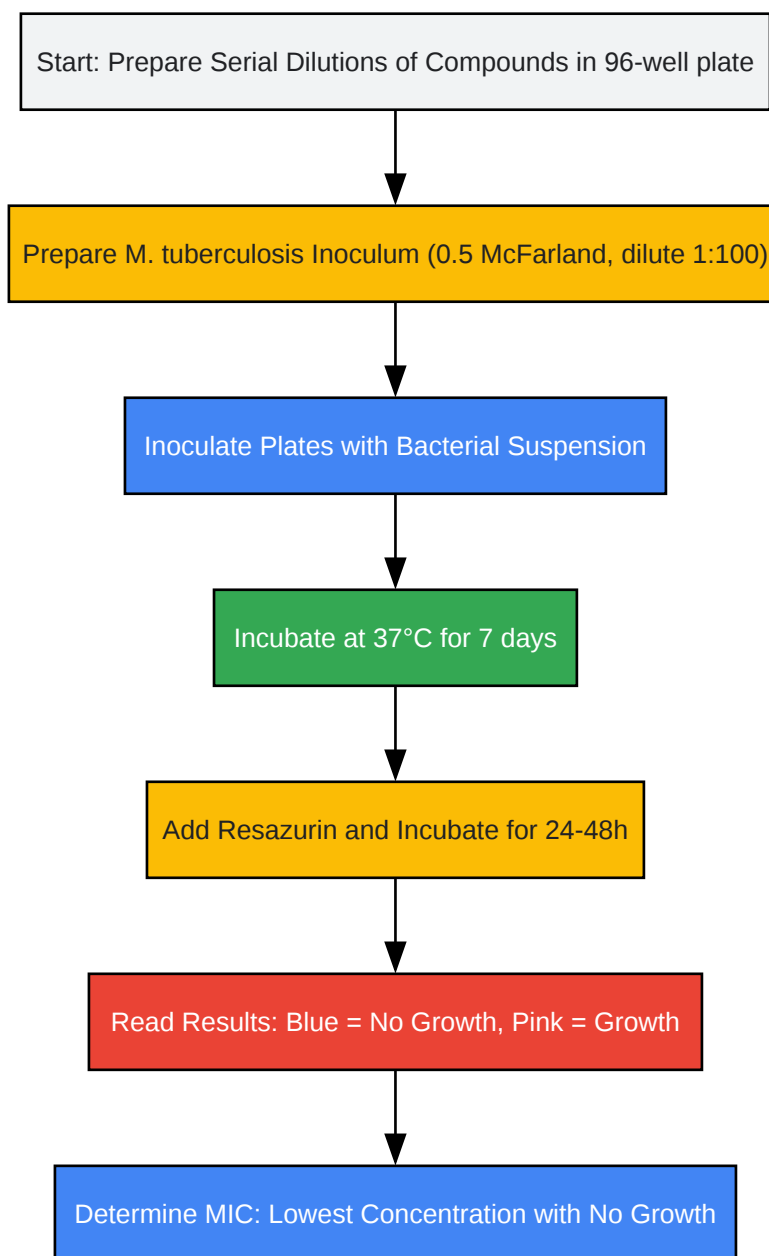 Start: Prepare Serial Dilutions of Compounds in 96-well plate
Prepare M. tuberculosis Inoculum (0.5 McFarland, dilute 1:100)
Inoculate Plates with Bacterial Suspension
Incubate at 37°C for 7 days
Add Resazurin and Incubate for 24-48h
Read Results: Blue = No Growth, Pink = Growth
Determine MIC: Lowest Concentration with No Growth